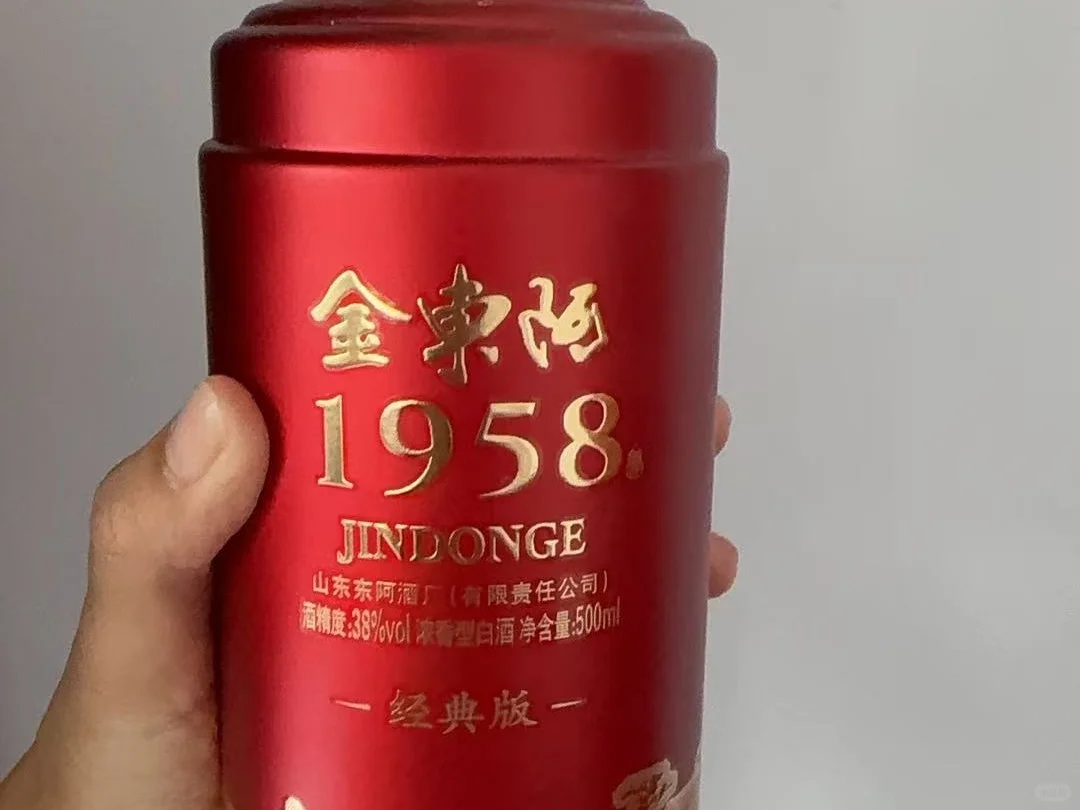 金東阿
1958
JINDONGE
山东东阿酒厂(有限责任公司)
酒精度:38%vol 浓香型白酒 净含量:500ml
经典版